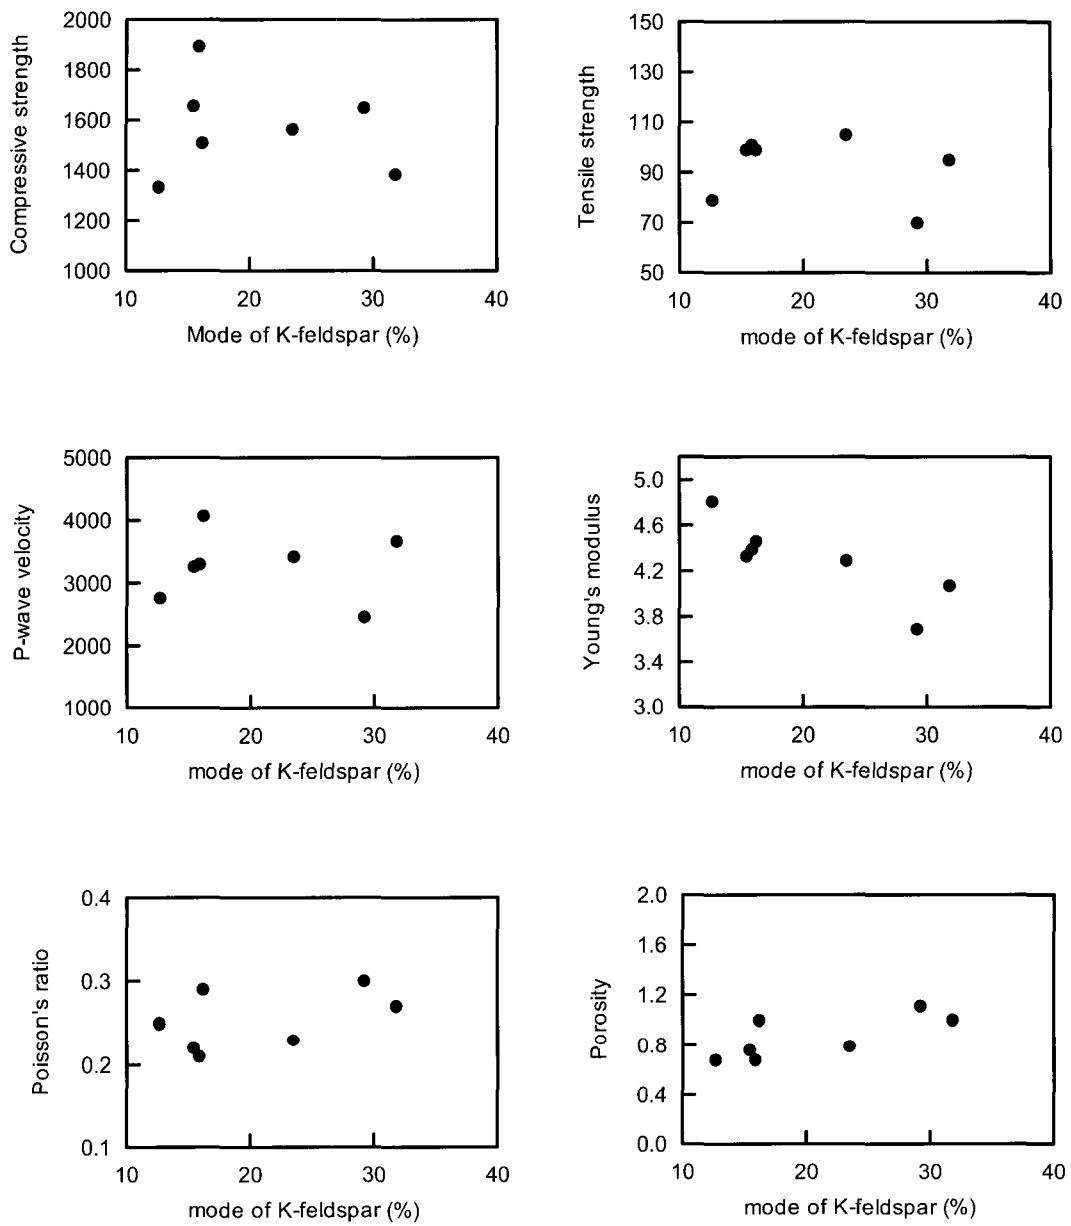 Compressive strength
2000
1800
1600
1400
1200
1000
10 20 30 40
Mode of K-feldspar (%)
Tensile strength
150
130
110
90
70
50
10 20 30 40
mode of K-feldspar (%)
P-wave velocity
5000
4000
3000
2000
1000
10 20 30 40
mode of K-feldspar (%)
Young's modulus
5.0
4.6
4.2
3.8
3.4
3.0
10 20 30 40
mode of K-feldspar (%)
Poisson's ratio
0.4
0.3
0.2
0.1
10 20 30 40
mode of K-feldspar (%)
Porosity
2.0
1.6
1.2
0.8
0.4
0.0
10 20 30 40
mode of K-feldspar (%)